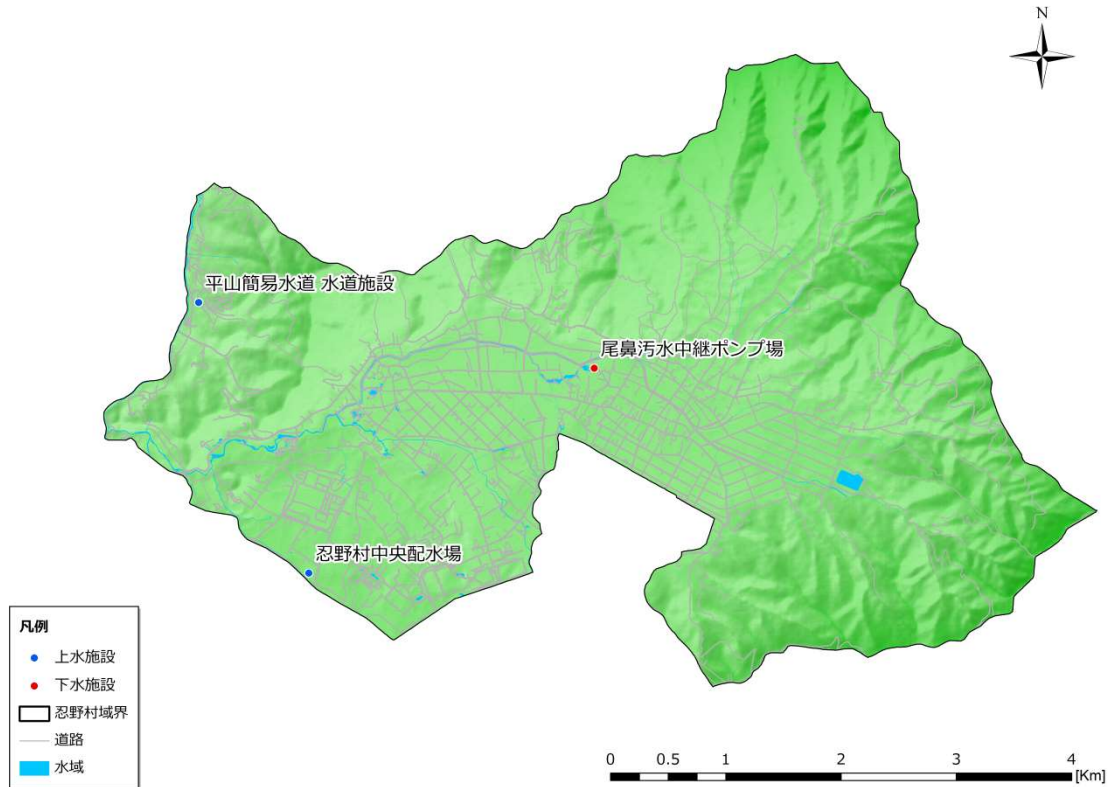 N
平山簡易水道 水道施設
尾鼻汚水中継ポンプ場
忍野村中央配水場
凡例
上水施設
下水施設
忍野村域界
道路
水域
0 0.5 1 2 3 4
[Km]